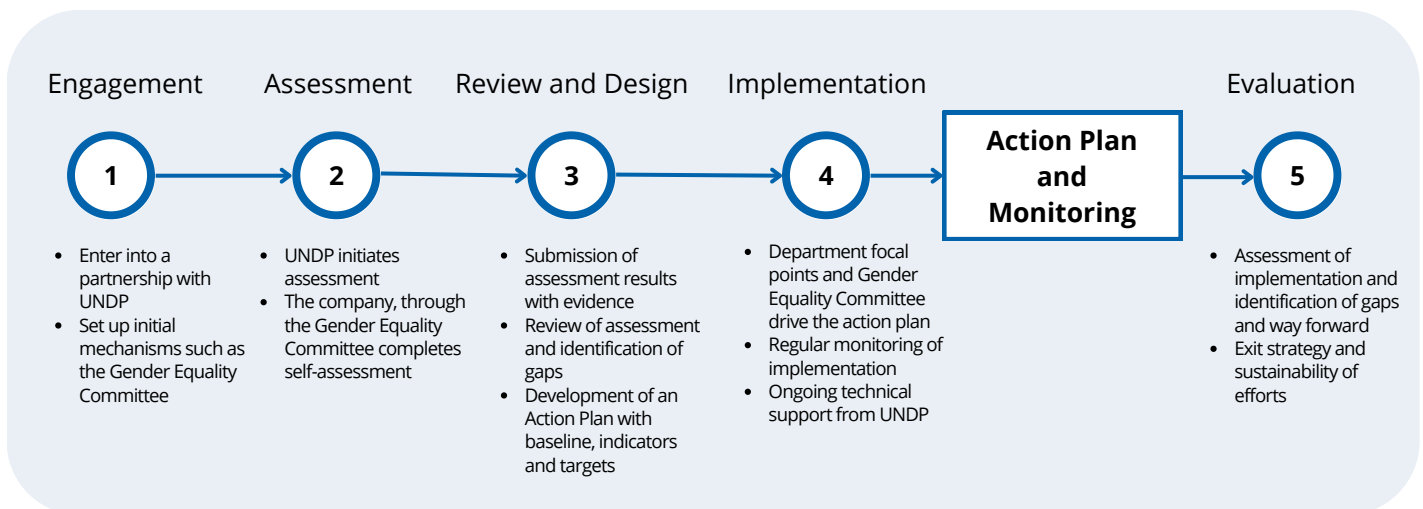 Engagement
Assessment
Review and Design
Implementation
Evaluation
1
2
3
4
Action Plan
and
Monitoring
5
• Enter into a
partnership with
UNDP
• Set up initial
mechanisms such as
the Gender Equality
Committee
• UNDP initiates
assessment
• The company, through
the Gender Equality
Committee completes
self-assessment
• Submission of
assessment results
with evidence
• Review of assessment
and identification of
gaps
• Development of an
Action Plan with
baseline, indicators
and targets
• Department focal
points and Gender
Equality Committee
drive the action plan
• Regular monitoring of
implementation
• Ongoing technical
support from UNDP
• Assessment of
implementation and
identification of gaps
and way forward
• Exit strategy and
sustainability of
efforts